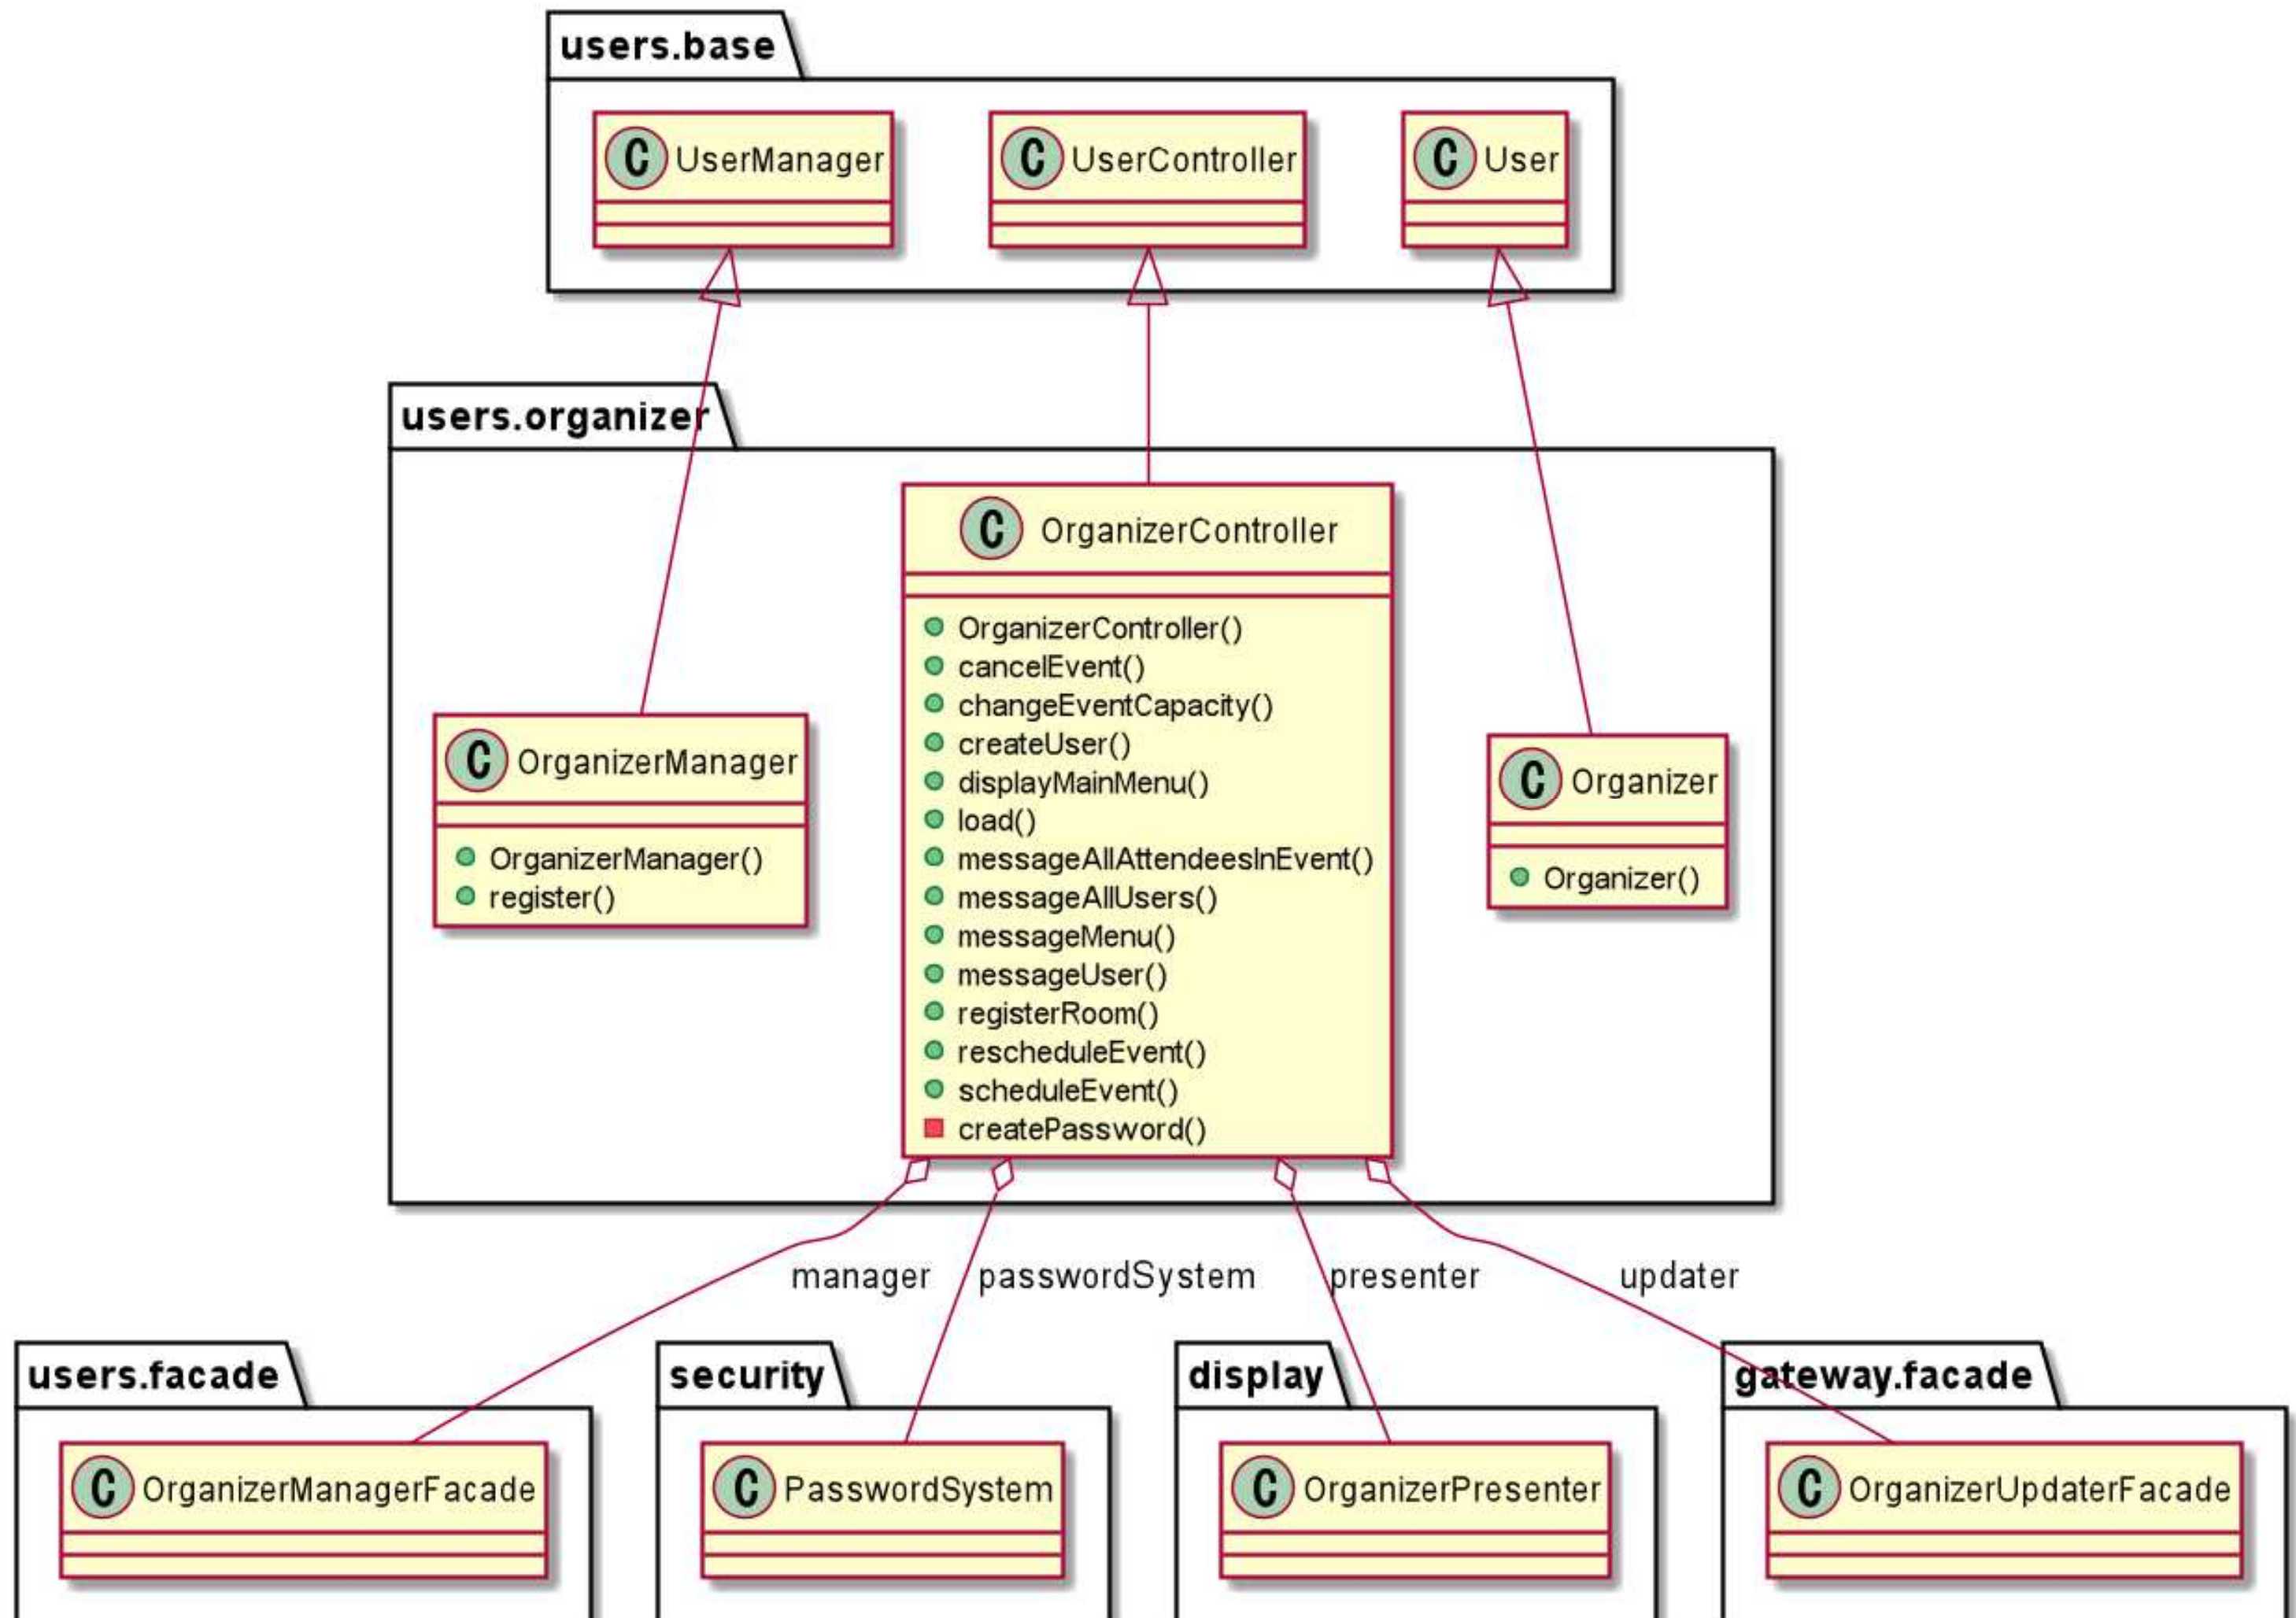 users.base
C UserManager
C UserController
C User
users.organizer
C OrganizerController
OrganizerController()
cancelEvent()
changeEventCapacity()
createUser()
displayMainMenu()
load()
messageAllAttendeesInEvent()
messageAllUsers()
messageMenu()
messageUser()
registerRoom()
rescheduleEvent()
scheduleEvent()
createPassword()
C OrganizerManager
OrganizerManager()
register()
C Organizer
Organizer()
manager
passwordSystem
presenter
updater
users.facade
C OrganizerManagerFacade
security
C PasswordSystem
display
C OrganizerPresenter
gateway.facade
C OrganizerUpdaterFacade